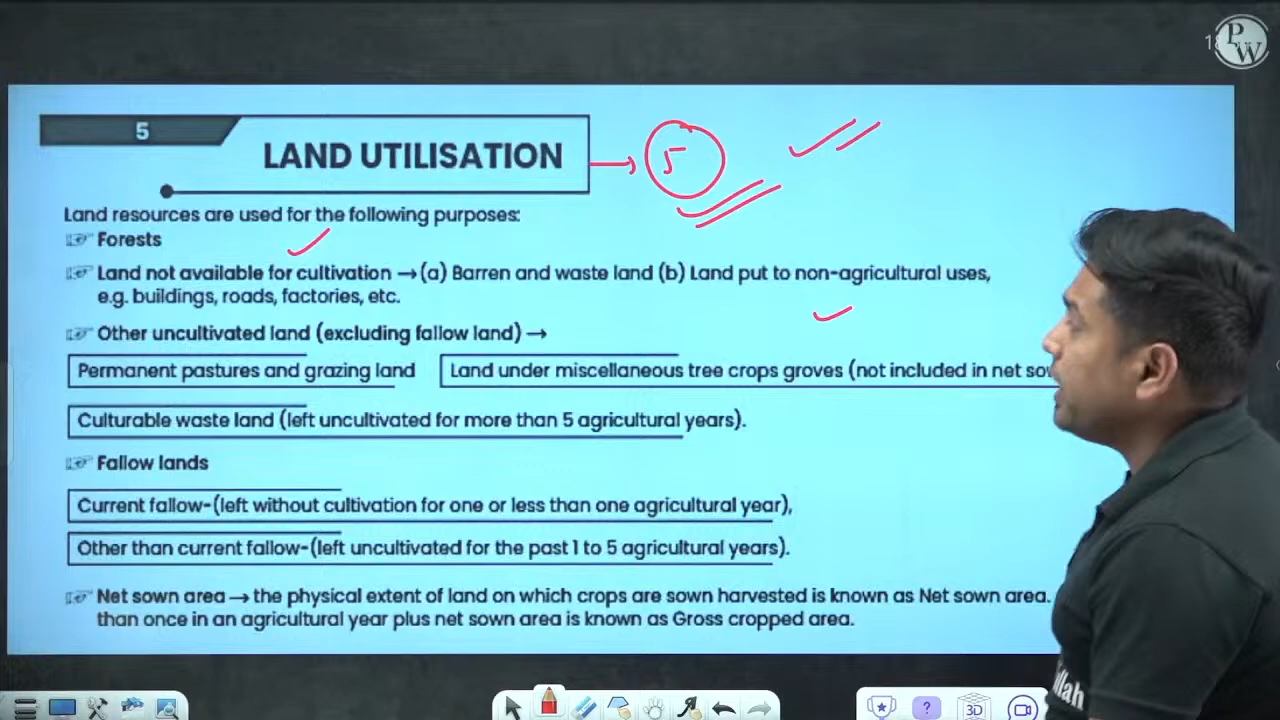 PW
5
LAND UTILISATION
5
Land resources are used for the following purposes:
Forests
Land not available for cultivation → (a) Barren and waste land (b) Land put to non-agricultural uses,
e.g. buildings, roads, factories, etc.
Other uncultivated land (excluding fallow land) →
Permanent pastures and grazing land
Land under miscellaneous tree crops groves (not included in net
Culturable waste land (left uncultivated for more than 5 agricultural years).
Fallow lands
Current fallow-(left without cultivation for one or less than one agricultural year),
Other than current fallow-(left uncultivated for the past 1 to 5 agricultural years).
Net sown area → the physical extent of land on which crops are sown harvested is known as Net sown area.
than once in an agricultural year plus net sown area is known as Gross cropped area.
3D
?